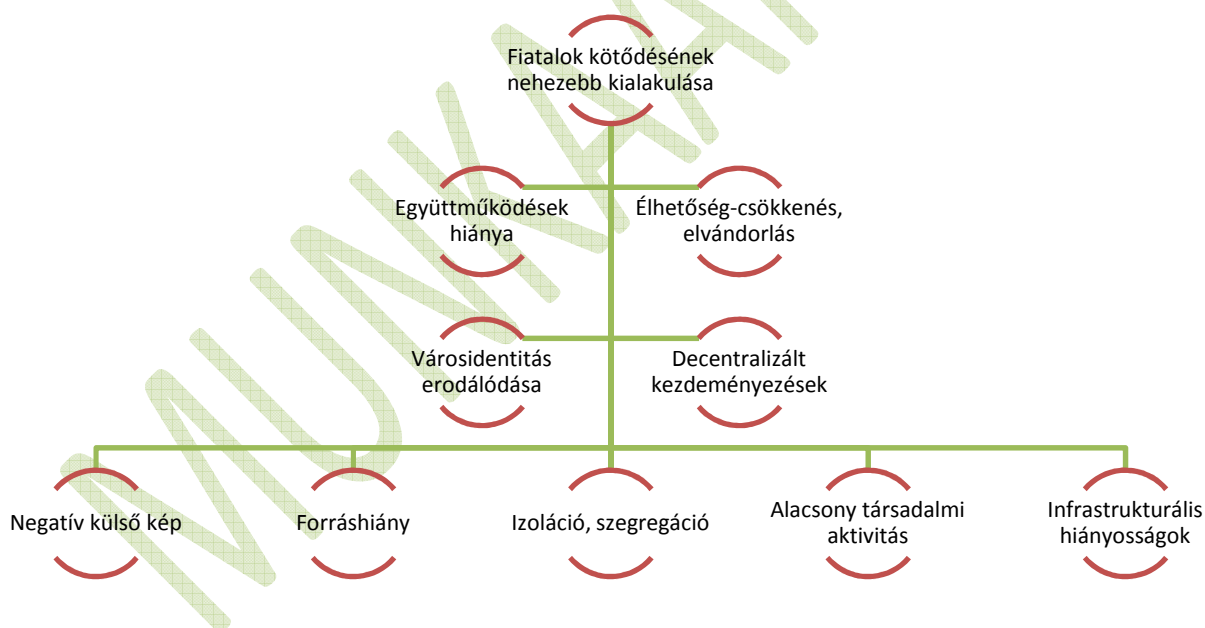 Fiatalok kötődésének
nehezebb kialakulása
Együttműködések
hiánya
Élhetőség-csökkenés,
elvándorlás
Városidentitás
erodálódása
Decentralizált
kezdeményezések
Negatív külső kép
Forráshiány
Izoláció, szegregáció
Alacsony társadalmi
aktivitás
Infrastrukturális
hiányosságok